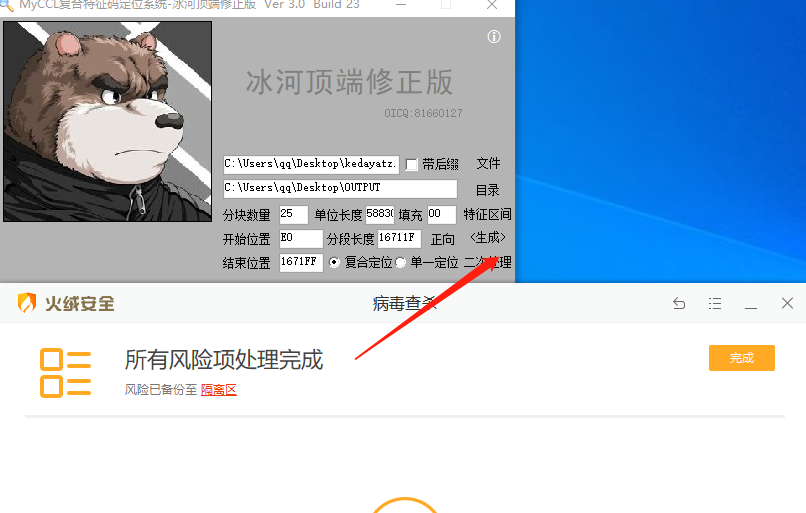 MyCCL复合特征码定位系统-冰河顶端修正版 Ver 3.0 Build 23
冰河顶端修正版
OICQ:81660127
C:\Users\qq\Desktop\kedayatz. 带后缀 文件
C:\Users\qq\Desktop\OUTPUT 目录
分块数量 25 单位长度 5883 填充 00 特征区间
开始位置 E0 分段长度 16711F 正向 <生成>
结束位置 1671FF 复合定位 单一定位 二次处理
火绒安全 病毒查杀
所有风险项处理完成 完成
风险已备份至 隔离区